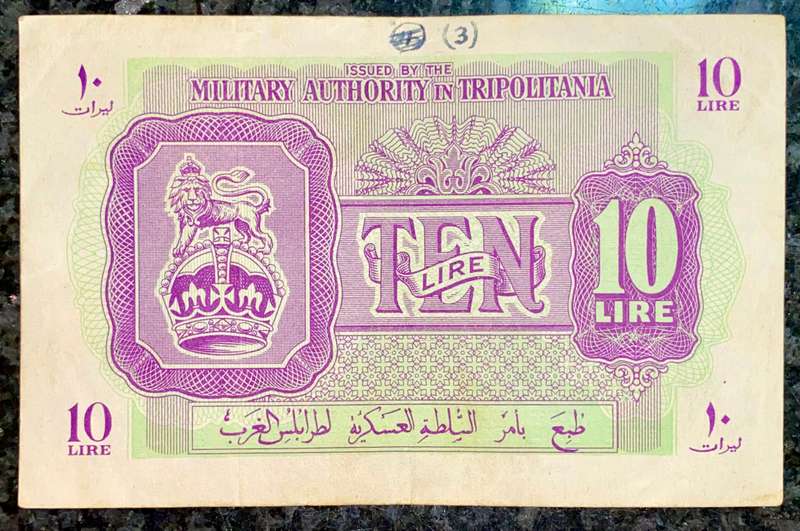 (3)
ISSUED BY THE
MILITARY AUTHORITY IN TRIPOLITANIA
١٠
ليرات
10
LIRE
TEN
LIRE
10
LIRE
10
LIRE
طبع بأمر السلطة العسكرية لطرابلس الغرب
١٠
ليرات